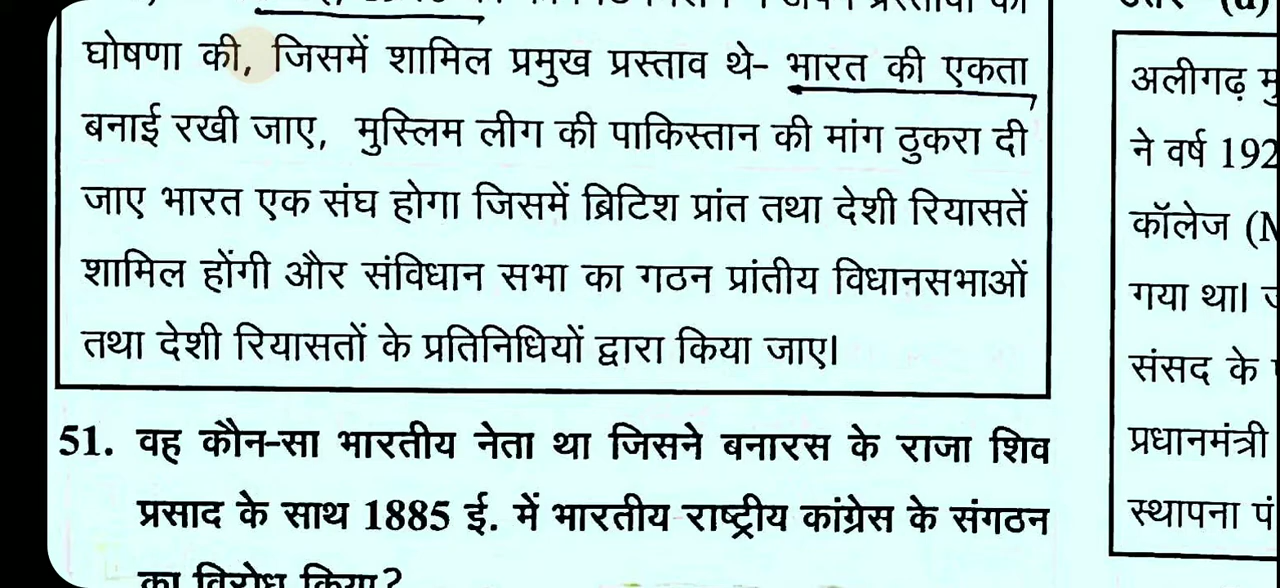 घोषणा की, जिसमें शामिल प्रमुख प्रस्ताव थे- भारत की एकता
बनाई रखी जाए, मुस्लिम लीग की पाकिस्तान की मांग ठुकरा दी
जाए भारत एक संघ होगा जिसमें ब्रिटिश प्रांत तथा देशी रियासतें
शामिल होंगी और संविधान सभा का गठन प्रांतीय विधानसभाओं
तथा देशी रियासतों के प्रतिनिधियों द्वारा किया जाए।
51. वह कौन-सा भारतीय नेता था जिसने बनारस के राजा शिव
प्रसाद के साथ 1885 ई. में भारतीय राष्ट्रीय कांग्रेस के संगठन
का विरोध किया?
अलीगढ़
ने वर्ष 192
कॉलेज
गया था।
संसद के
प्रधानमंत्री
स्थापना